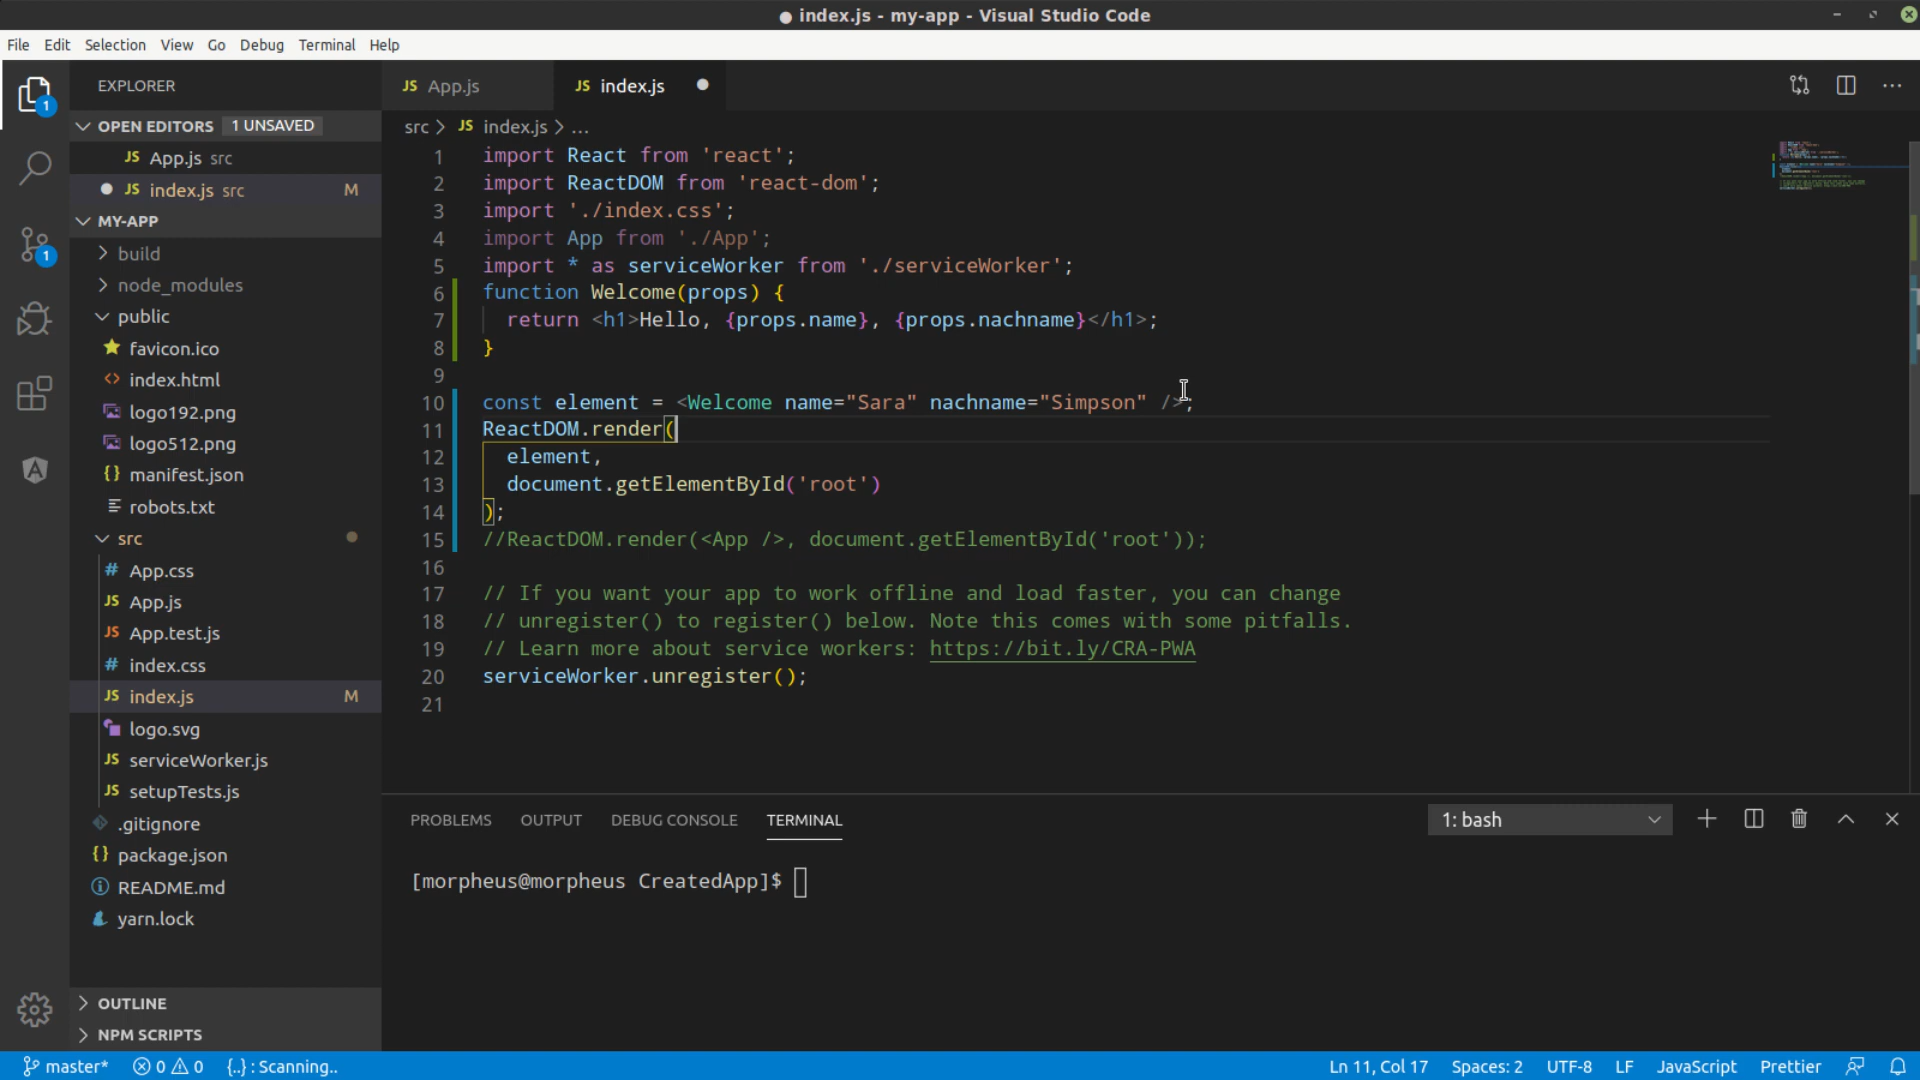 ● index.js - my-app - Visual Studio Code
File Edit Selection View Go Debug Terminal Help
EXPLORER
OPEN EDITORS 1 UNSAVED
JS App.js src
● JS index.js src M
MY-APP
build
node_modules
public
favicon.ico
<> index.html
logo192.png
logo512.png
{} manifest.json
robots.txt
src
# App.css
JS App.js
JS App.test.js
# index.css
JS index.js M
logo.svg
JS serviceWorker.js
JS setupTests.js
.gitignore
{} package.json
README.md
yarn.lock
OUTLINE
NPM SCRIPTS
1
1
JS App.js JS index.js ●
src > JS index.js > ...
1 import React from 'react';
2 import ReactDOM from 'react-dom';
3 import './index.css';
4 import App from './App';
5 import * as serviceWorker from './serviceWorker';
6 function Welcome(props) {
7 return <h1>Hello, {props.name}, {props.nachname}</h1>;
8 }
9
10 const element = <Welcome name="Sara" nachname="Simpson" />;
11 ReactDOM.render(
12 element,
13 document.getElementById('root')
14 );
15 //ReactDOM.render(<App />, document.getElementById('root'));
16
17 // If you want your app to work offline and load faster, you can change
18 // unregister() to register() below. Note this comes with some pitfalls.
19 // Learn more about service workers: https://bit.ly/CRA-PWA
20 serviceWorker.unregister();
21
PROBLEMS OUTPUT DEBUG CONSOLE TERMINAL 1: bash
[morpheus@morpheus CreatedApp]$
master* 0 0 {..} : Scanning.. Ln 11, Col 17 Spaces: 2 UTF-8 LF JavaScript Prettier